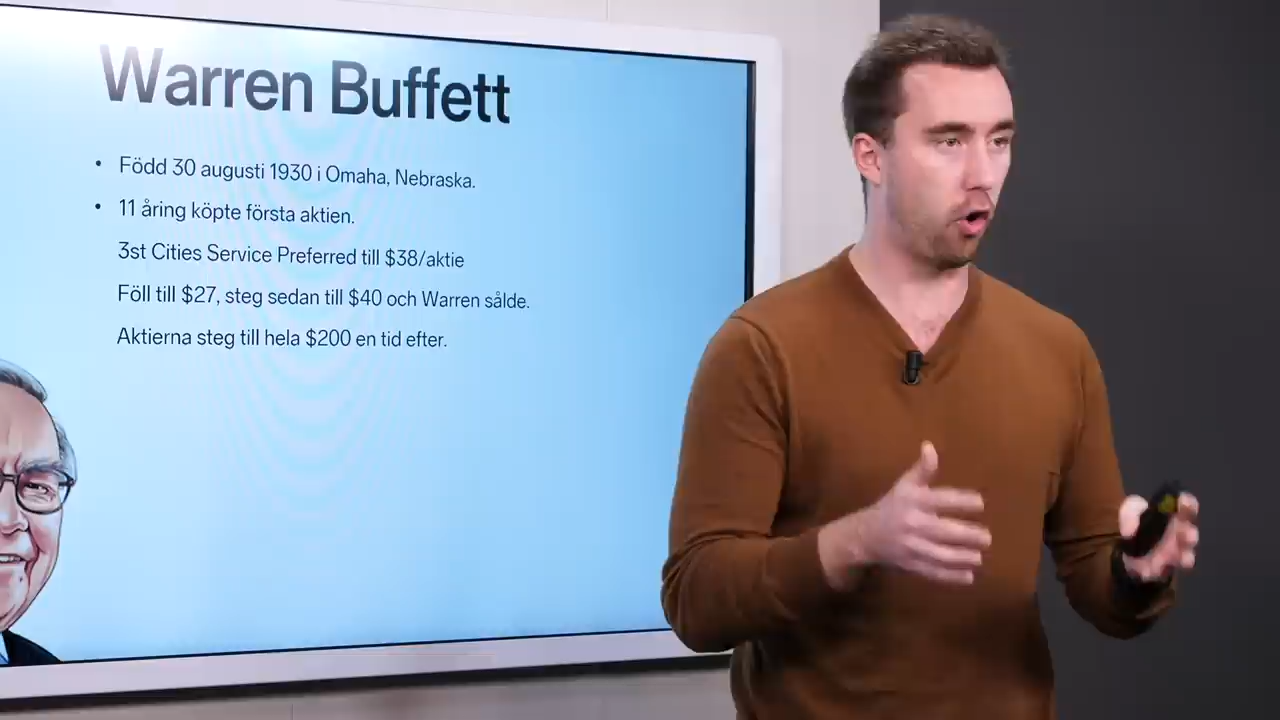 Warren Buffett
• Född 30 augusti 1930 i Omaha, Nebraska.
• 11 åring köpte första aktien.
3st Cities Service Preferred till $38/aktie
Föll till $27, steg sedan till $40 och Warren sålde.
Aktierna steg till hela $200 en tid efter.